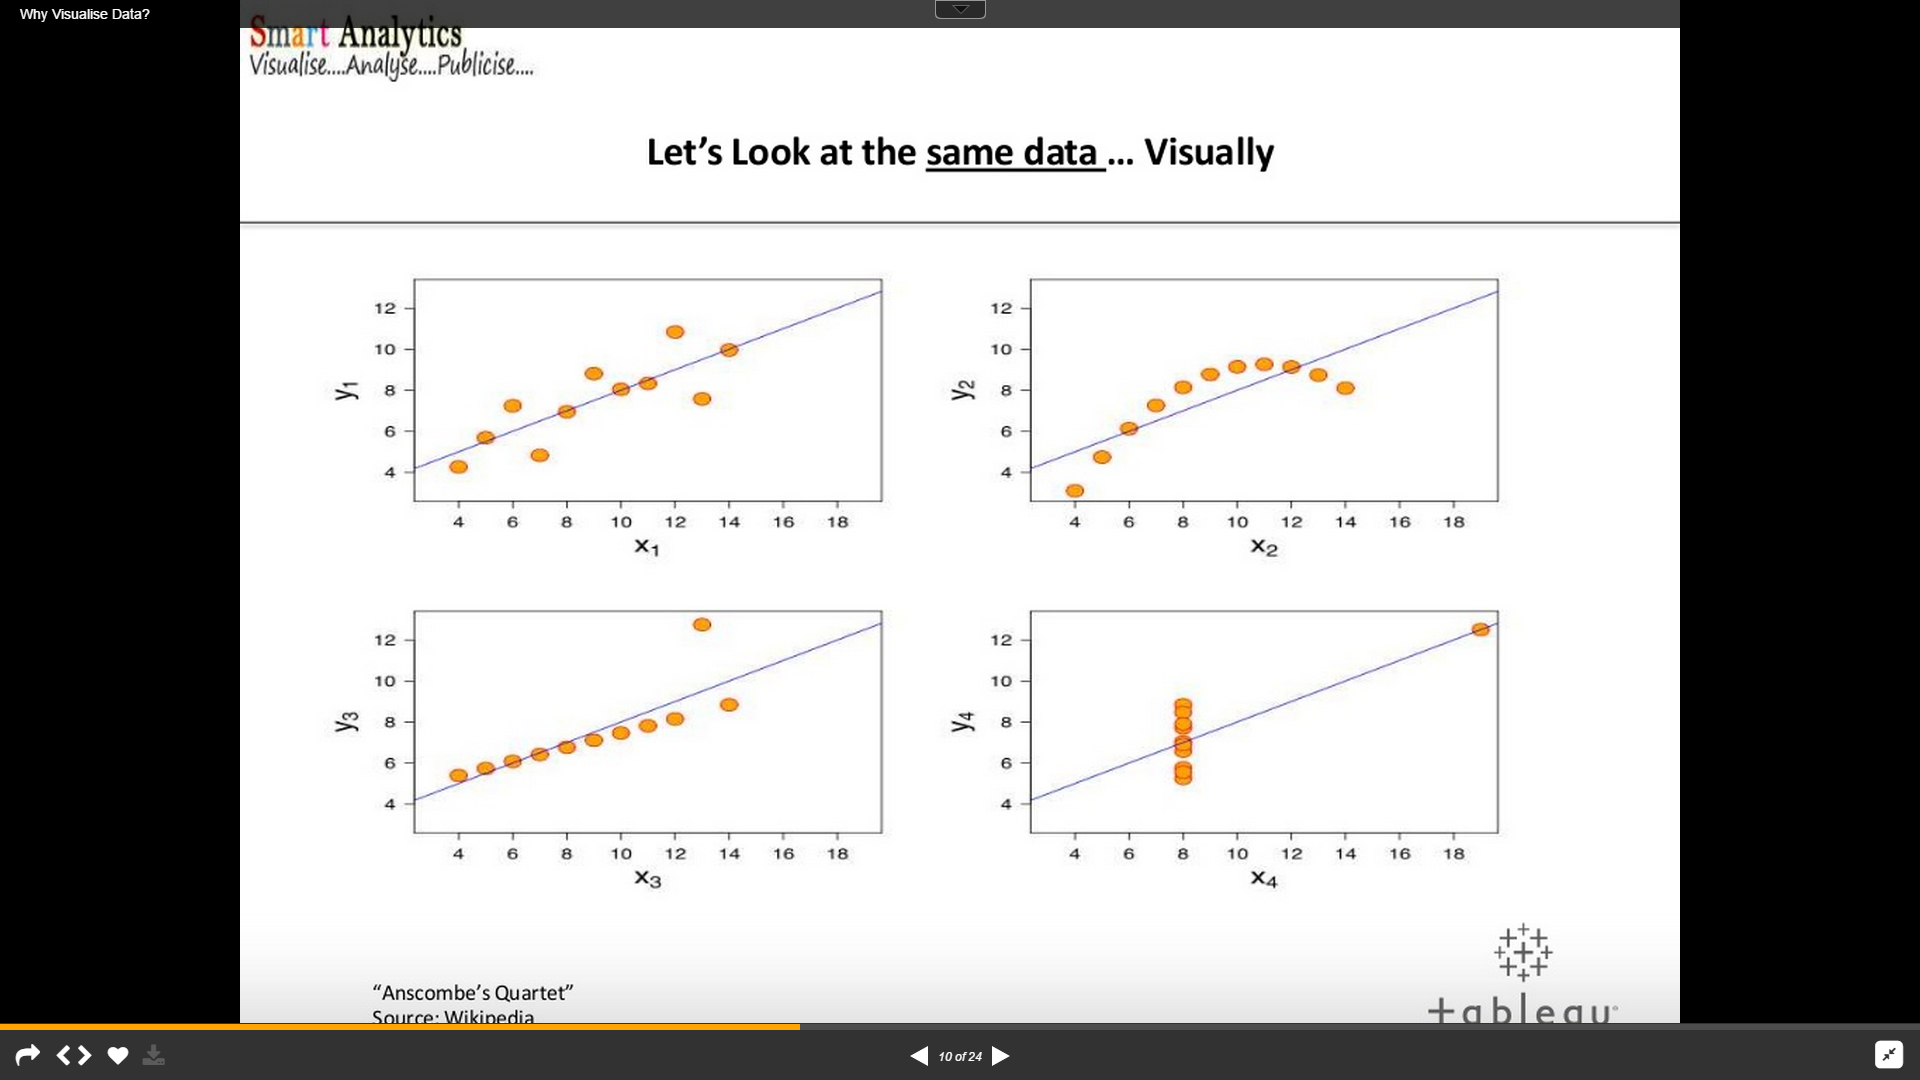 Why Visualise Data?
Smart Analytics
Visualise....Analyse....Publicise....
Let's Look at the same data ... Visually
12
10
8
6
4
y1
4 6 8 10 12 14 16 18
x1
12
10
8
6
4
y2
4 6 8 10 12 14 16 18
x2
12
10
8
6
4
y3
4 6 8 10 12 14 16 18
x3
12
10
8
6
4
y4
4 6 8 10 12 14 16 18
x4
“Anscombe’s Quartet”
Source: Wikipedia
+ableau
10 of 24